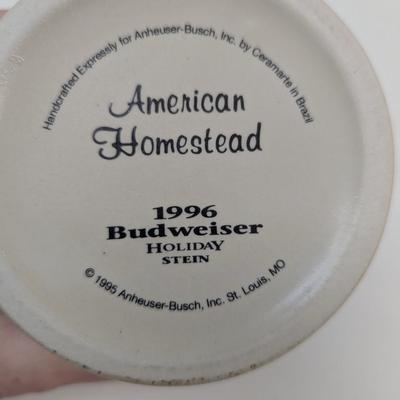 Handcrafted Expressly for Anheuser-Busch, Inc. by Ceramarte in Brazil
American
Homestead
1996
Budweiser
HOLIDAY
STEIN
© 1995 Anheuser-Busch, Inc. St. Louis, MO